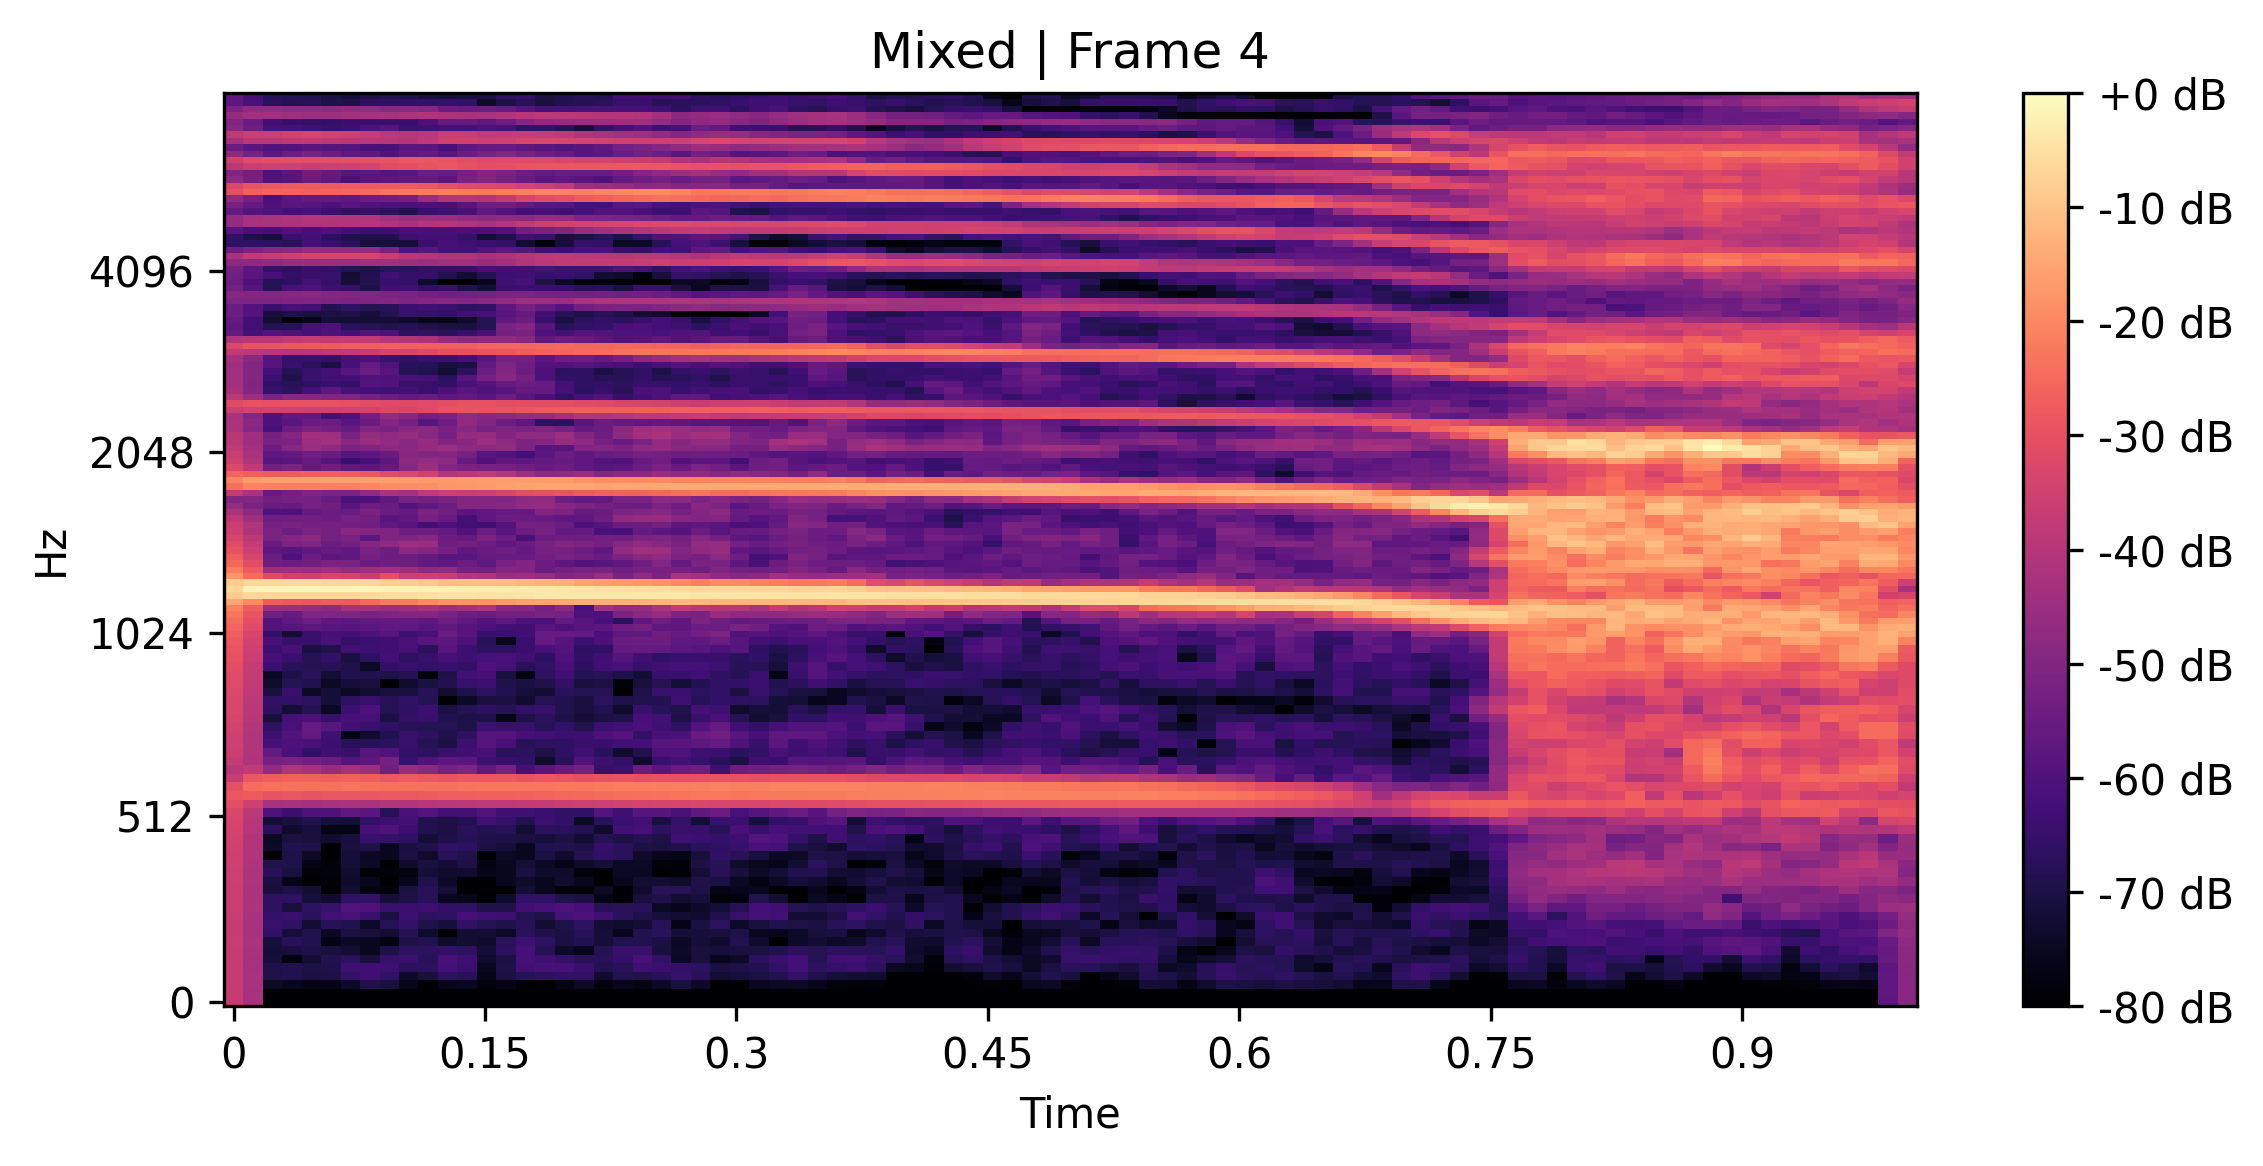 Mixed | Frame 4
+0 dB
-10 dB
-20 dB
-30 dB
-40 dB
-50 dB
-60 dB
-70 dB
-80 dB
Hz
4096
2048
1024
512
0
0 0.15 0.3 0.45 0.6 0.75 0.9
Time